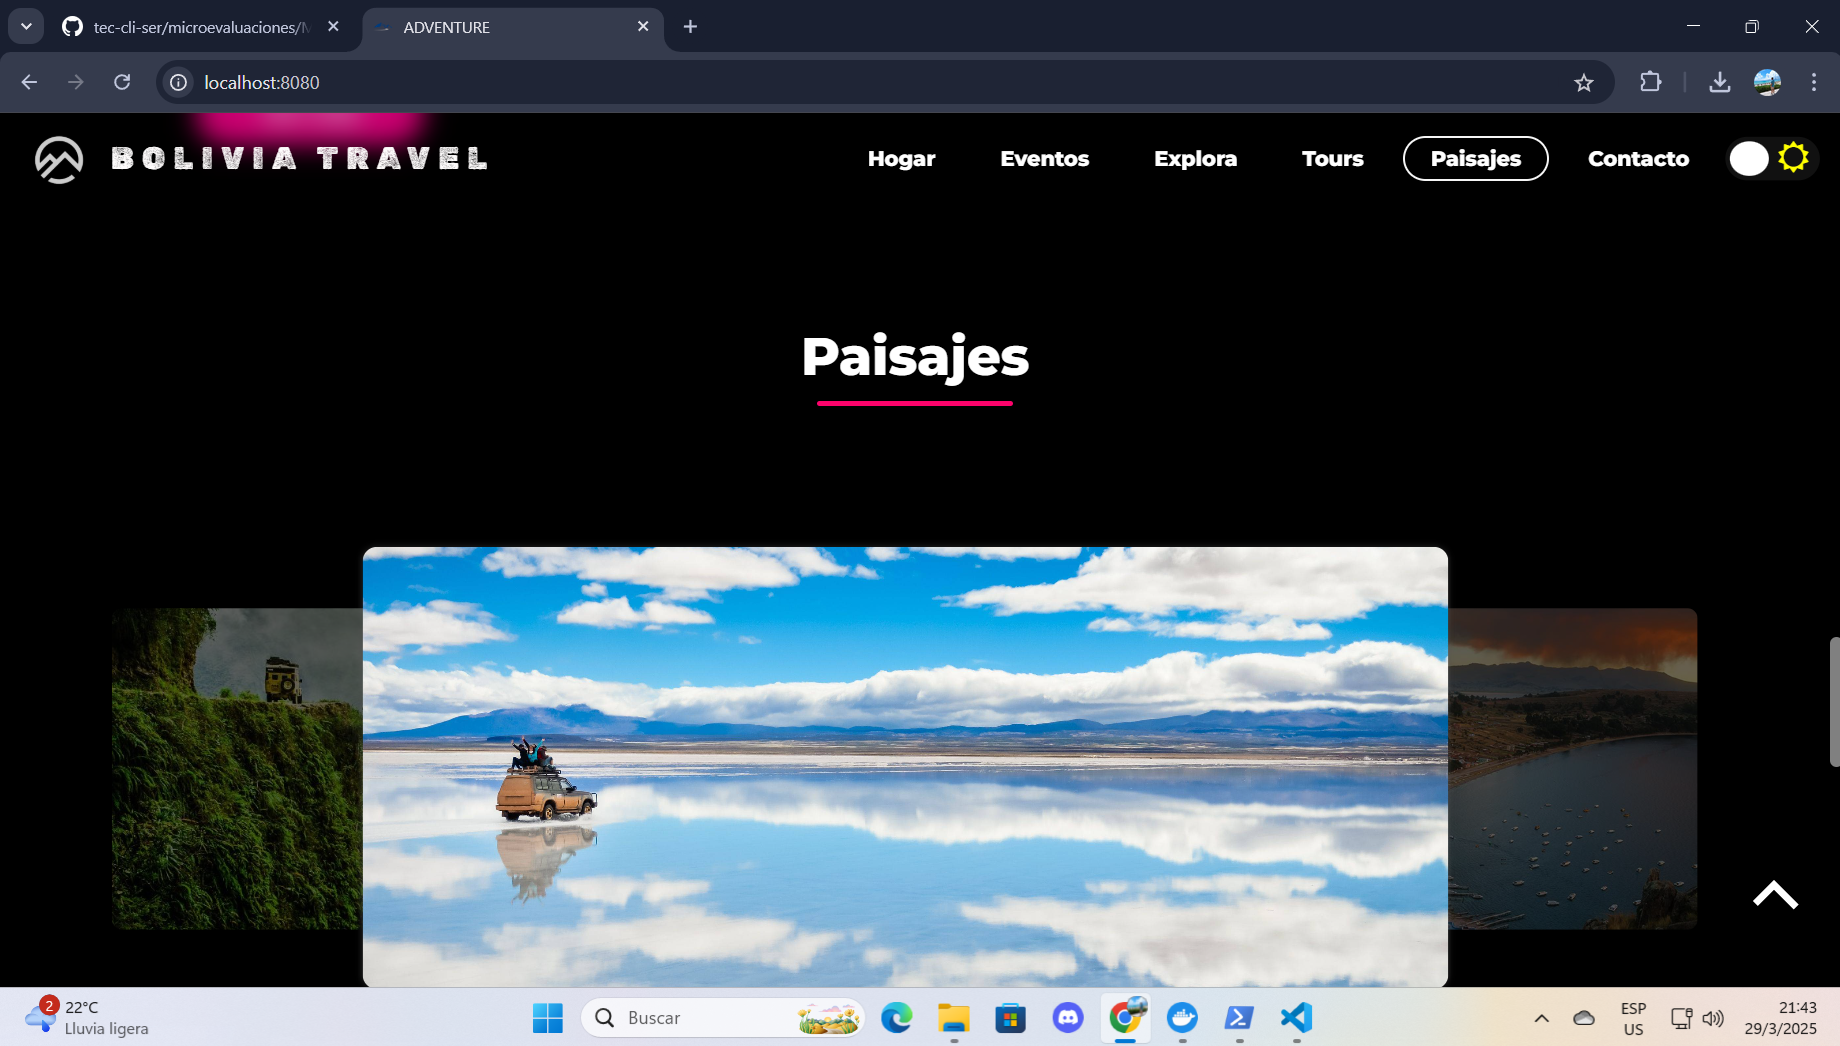 tec-cli-ser/microevaluaciones/M
ADVENTURE
localhost:8080
BOLIVIA TRAVEL
Hogar
Eventos
Explora
Tours
Paisajes
Contacto
Paisajes
2
22°C
Lluvia ligera
Buscar
ESP
US
21:43
29/3/2025